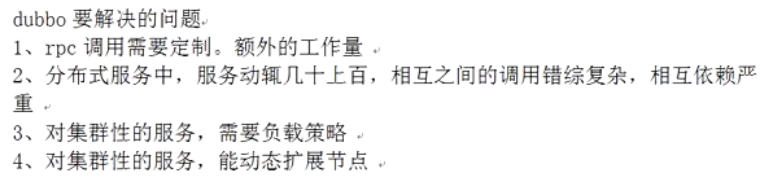 dubbo 要解决的问题
1、rpc 调用需要定制。额外的工作量
2、分布式服务中，服务动辄几十上百，相互之间的调用错综复杂，相互依赖严
重
3、对集群性的服务，需要负载策略
4、对集群性的服务，能动态扩展节点